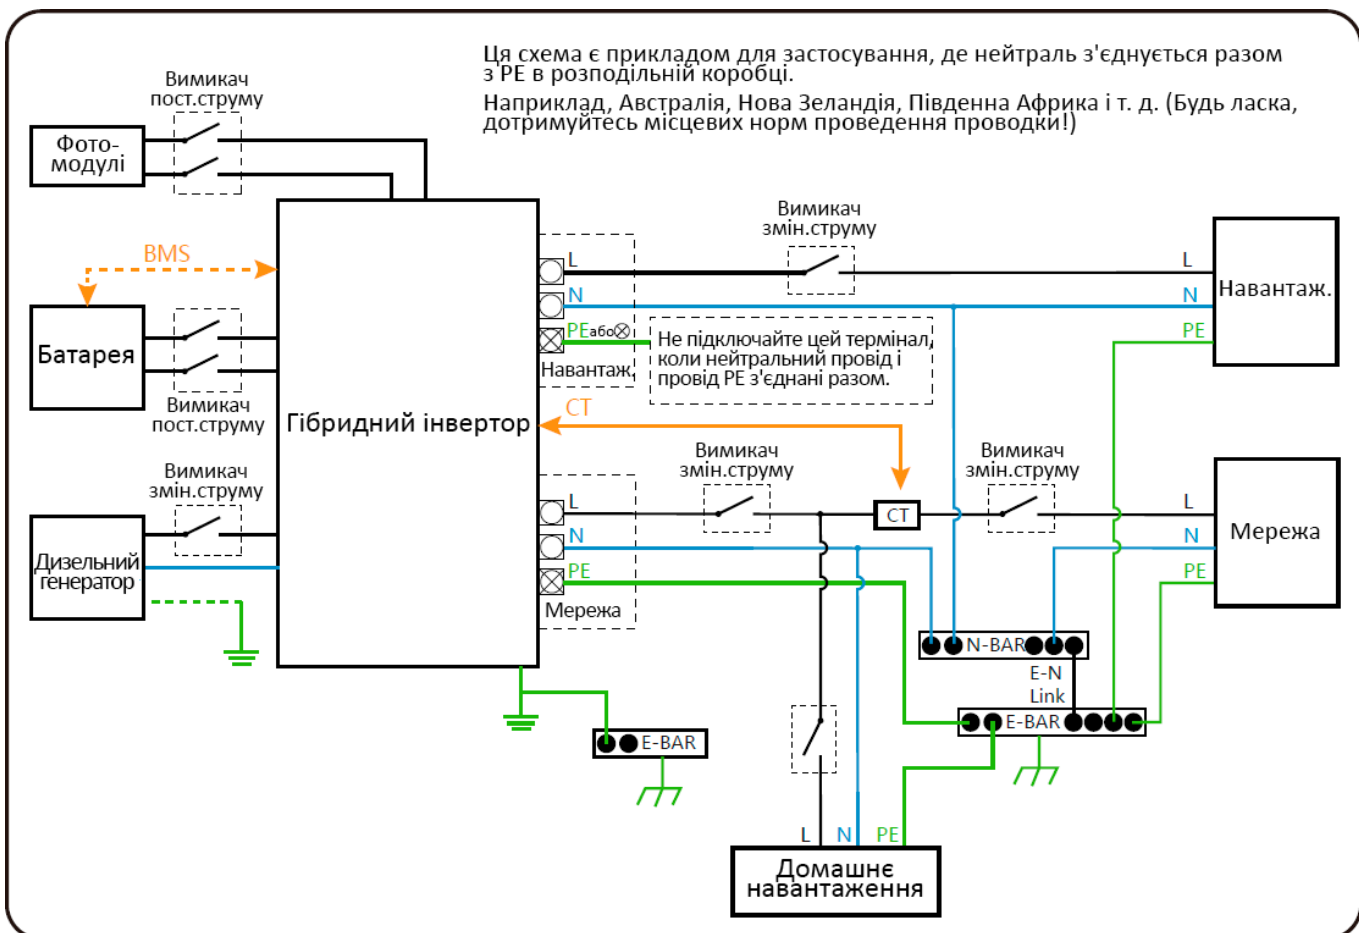 Ця схема є прикладом для застосування, де нейтраль з'єднується разом
з PE в розподільній коробці.
Наприклад, Австралія, Нова Зеландія, Південна Африка і т. д. (Будь ласка,
дотримуйтесь місцевих норм проведення проводки!)
Вимикач
пост.струму
Фото-
модулі
BMS
Батарея
Вимикач
пост.струму
Вимикач
змін.струму
Дизельний
генератор
Гібридний інвертор
L
N
PEабо
Навантаж.
Не підключайте цей термінал,
коли нейтральний провід і
провід PE з'єднані разом.
Вимикач
змін.струму
L
N
PE
Навантаж.
CT
Вимикач
змін.струму
CT
Вимикач
змін.струму
L
N
PE
Мережа
L
N
PE
Мережа
N-BAR
E-N
Link
E-BAR
E-BAR
L
N
PE
Домашнє
навантаження